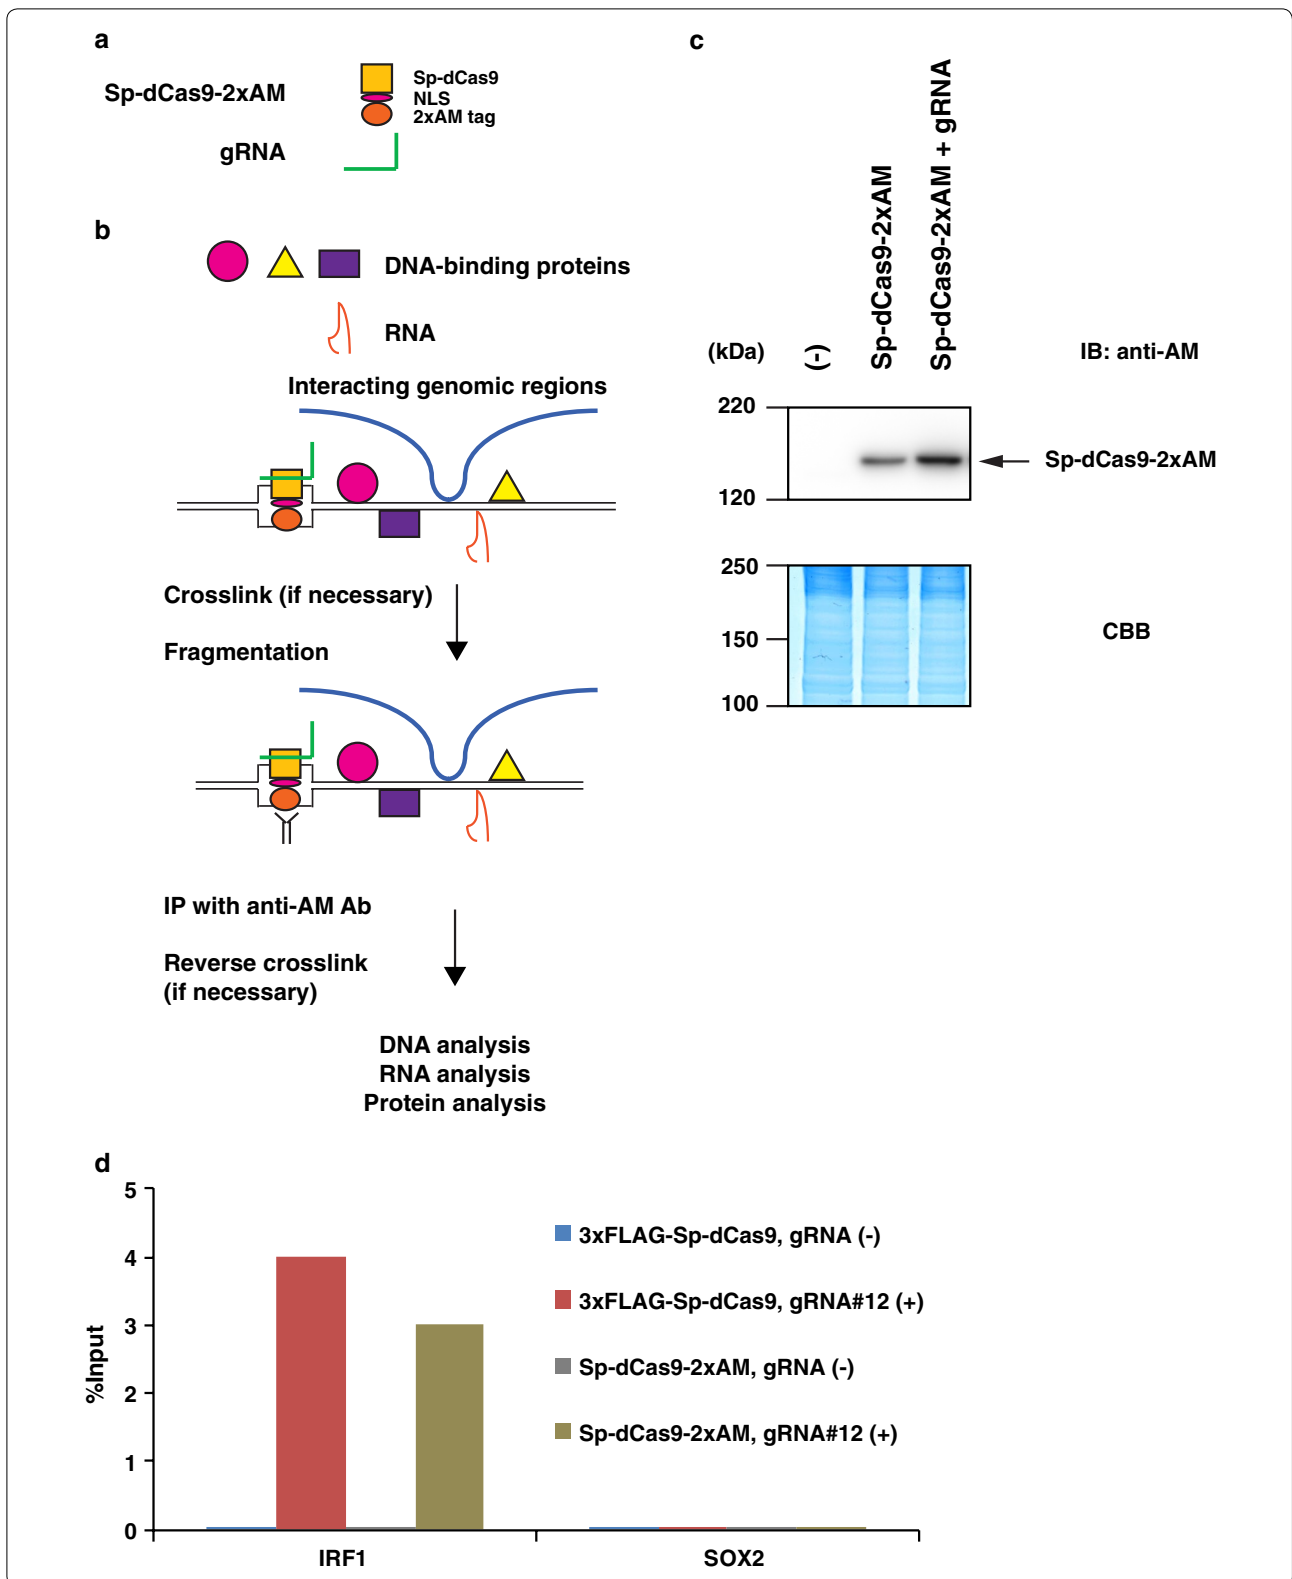 a
Sp-dCas9-2xAM
Sp-dCas9
NLS
2xAM tag
gRNA
b
DNA-binding proteins
RNA
Interacting genomic regions
Crosslink (if necessary)
Fragmentation
IP with anti-AM Ab
Reverse crosslink
(if necessary)
DNA analysis
RNA analysis
Protein analysis
c
(kDa)
(-)
Sp-dCas9-2xAM
Sp-dCas9-2xAM + gRNA
IB: anti-AM
220
120
Sp-dCas9-2xAM
250
150
100
CBB
d
%Input
5
4
3
2
1
0
IRF1
SOX2
3xFLAG-Sp-dCas9, gRNA (-)
3xFLAG-Sp-dCas9, gRNA#12 (+)
Sp-dCas9-2xAM, gRNA (-)
Sp-dCas9-2xAM, gRNA#12 (+)